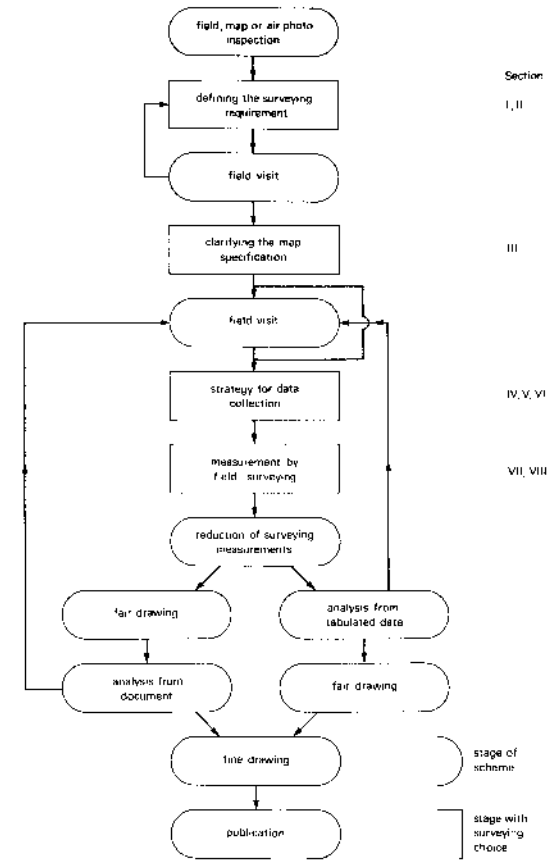 field, map or air photo
inspection
Section
defining the surveying
requirement
I, II
field visit
clarifying the map
specification
III
field visit
strategy for data
collection
IV, V, VI
measurement by
field surveying
VII, VIII
reduction of surveying
measurements
fair drawing
analysis from
tabulated data
analysis from
document
fair drawing
fine drawing
stage of
scheme
publication
stage with
surveying
choice